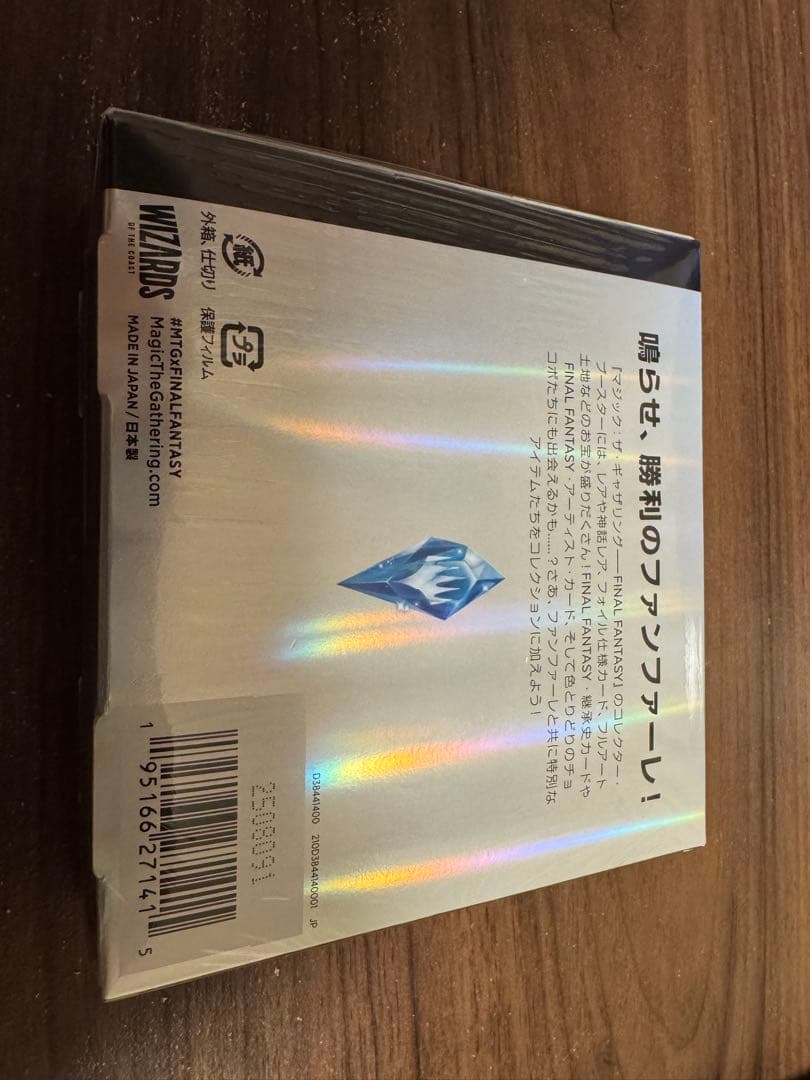 鳴らせ、勝利のファンファーレ！
『マジック：ザ・ギャザリング——FINAL FANTASY』のコレクター・
ブースターには、レアや神話レア、フォイル仕様カード、フルアート
土地などのお宝が盛りだくさん！FINAL FANTASY・継承史カードや
FINAL FANTASY・アーティスト・カード、そして色とりどりのチョ
コボたちにも出会えるかも……？さあ、ファンファーレと共に特別な
アイテムたちをコレクションに加えよう！
紙
外箱、仕切り
プラ
保護フィルム
WIZARDS
OF THE COAST
#MTGxFINALFANTASY
MagicTheGathering.com
MADE IN JAPAN / 日本製
D38441400 210D3844140001 JP
1 95166 27141 5